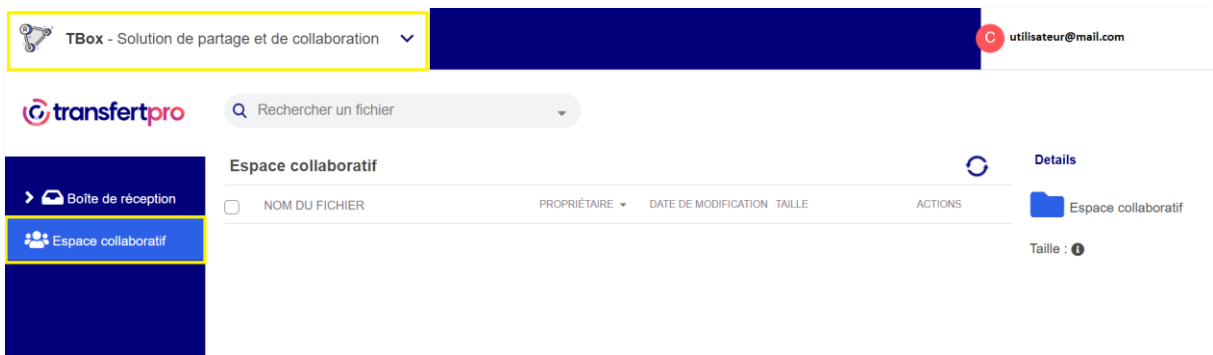 TBox - Solution de partage et de collaboration
C utilisateur@mail.com
transfertpro
Rechercher un fichier
Espace collaboratif
Details
Boîte de réception
NOM DU FICHIER PROPRIÉTAIRE DATE DE MODIFICATION TAILLE ACTIONS
Espace collaboratif
Espace collaboratif
Taille :